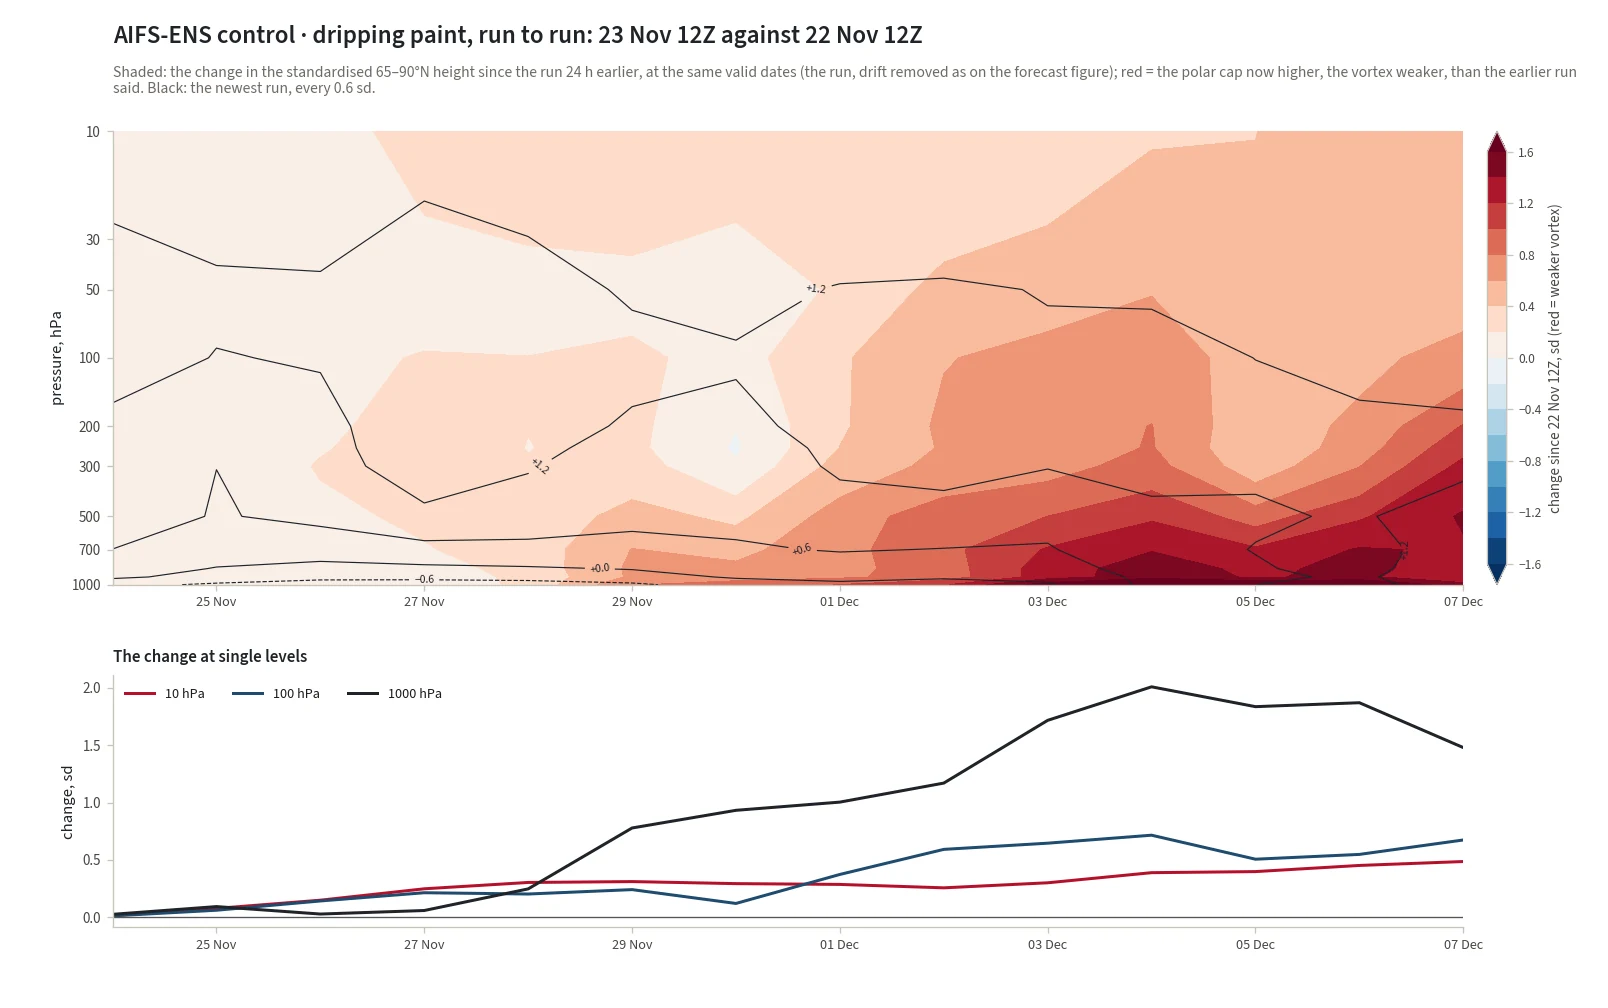 AIFS-ENS control · dripping paint, run to run: 23 Nov 12Z against 22 Nov 12Z
Shaded: the change in the standardised 65–90°N height since the run 24 h earlier, at the same valid dates (the run, drift removed as on the forecast figure); red = the polar cap now higher, the vortex weaker, than the earlier run
said. Black: the newest run, every 0.6 sd.
pressure, hPa
10
30
50
100
200
300
500
700
1000
+1.2
+1.2
+0.6
+0.0
−0.6
+1.2
25 Nov
27 Nov
29 Nov
01 Dec
03 Dec
05 Dec
07 Dec
1.6
1.2
0.8
0.4
0.0
−0.4
−0.8
−1.2
−1.6
change since 22 Nov 12Z, sd (red = weaker vortex)
The change at single levels
10 hPa
100 hPa
1000 hPa
change, sd
2.0
1.5
1.0
0.5
0.0
25 Nov
27 Nov
29 Nov
01 Dec
03 Dec
05 Dec
07 Dec